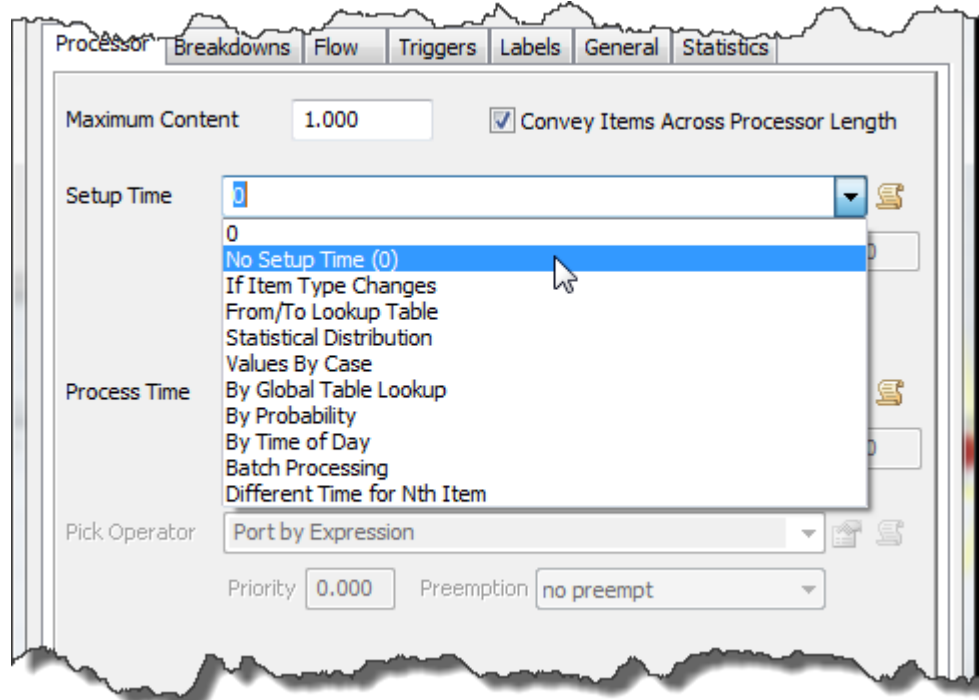 Processor Breakdowns Flow Triggers Labels General Statistics
Maximum Content 1.000 Convey Items Across Processor Length
Setup Time 0
0
No Setup Time (0)
If Item Type Changes
From/To Lookup Table
Statistical Distribution
Values By Case
Process Time By Global Table Lookup
By Probability
By Time of Day
Batch Processing
Different Time for Nth Item
Pick Operator Port by Expression
Priority 0.000 Preemption no preempt